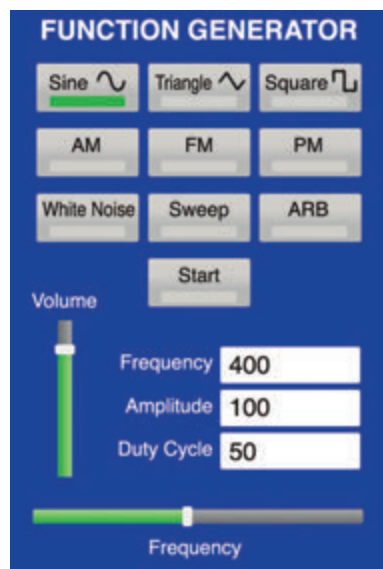 FUNCTION GENERATOR
Sine Triangle Square
AM FM PM
White Noise Sweep ARB
Start
Volume
Frequency 400
Amplitude 100
Duty Cycle 50
Frequency